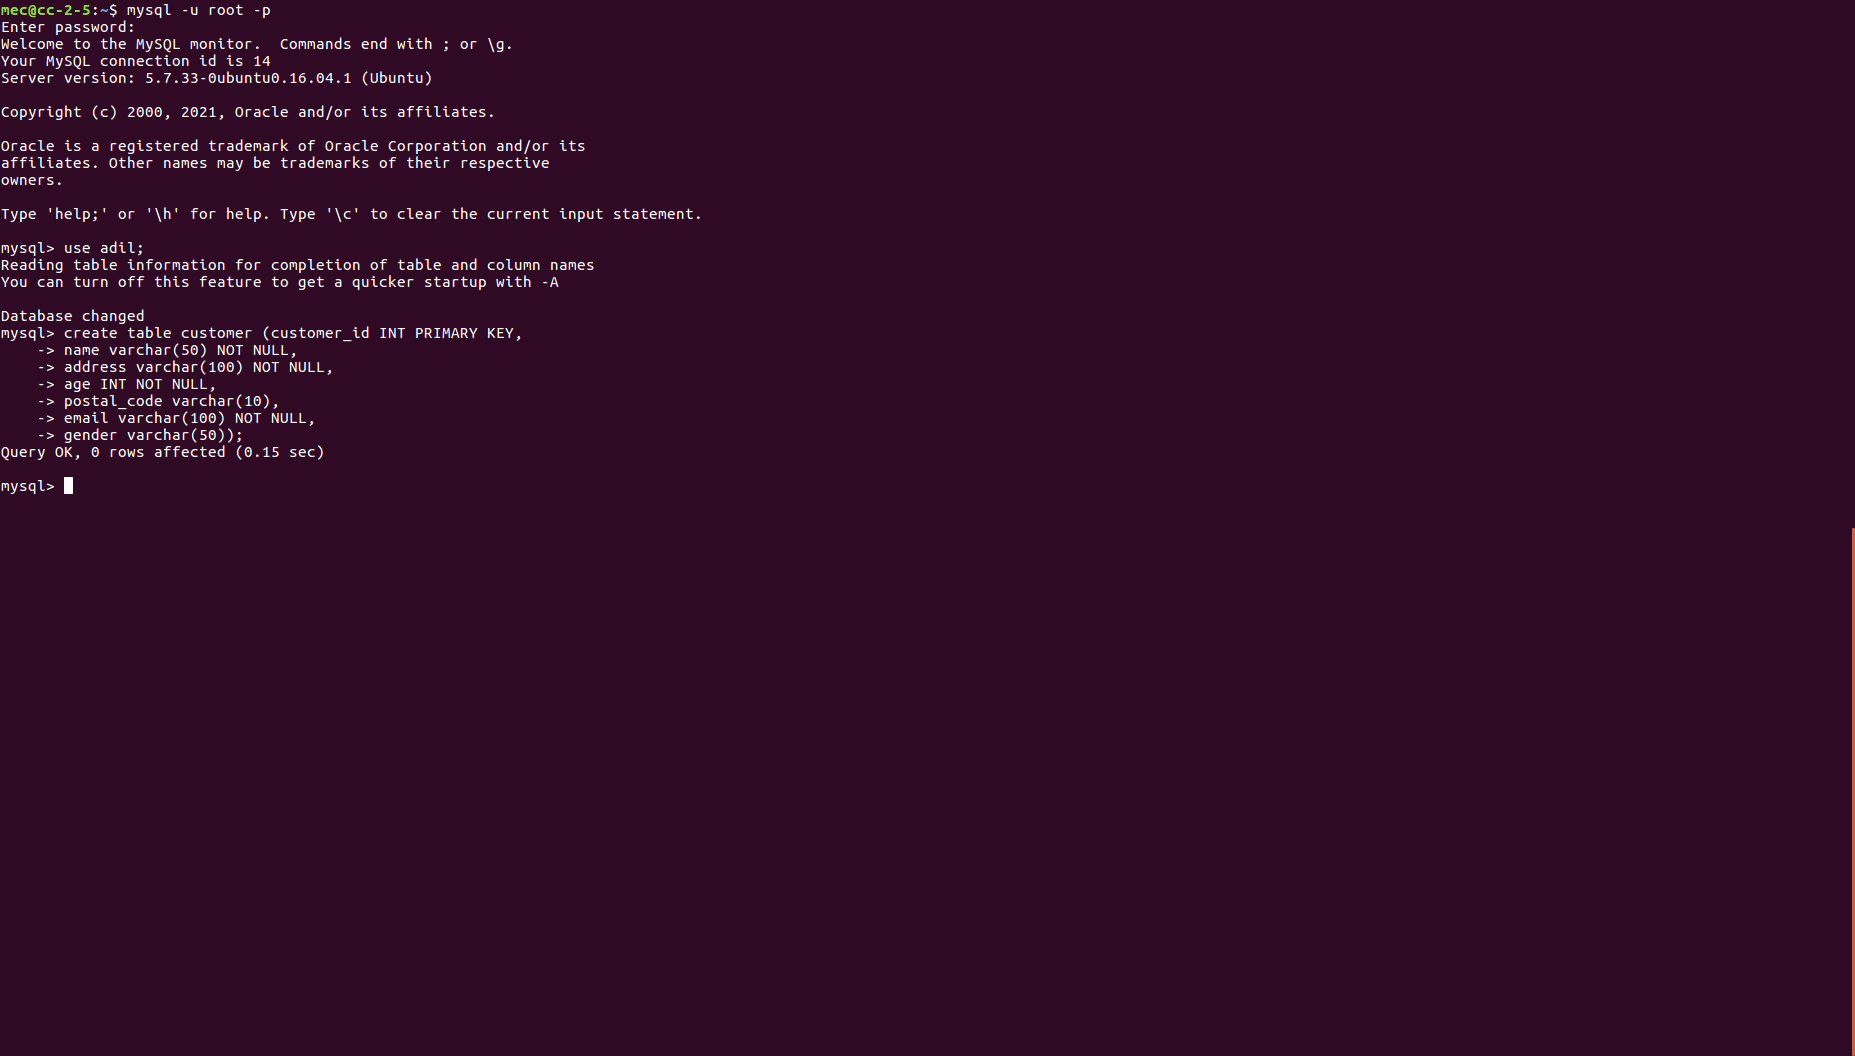 mec@cc-2-5:~$ mysql -u root -p
Enter password:
Welcome to the MySQL monitor.  Commands end with ; or \g.
Your MySQL connection id is 14
Server version: 5.7.33-0ubuntu0.16.04.1 (Ubuntu)

Copyright (c) 2000, 2021, Oracle and/or its affiliates.

Oracle is a registered trademark of Oracle Corporation and/or its
affiliates. Other names may be trademarks of their respective
owners.

Type 'help;' or '\h' for help. Type '\c' to clear the current input statement.

mysql> use adil;
Reading table information for completion of table and column names
You can turn off this feature to get a quicker startup with -A

Database changed
mysql> create table customer (customer_id INT PRIMARY KEY,
    -> name varchar(50) NOT NULL,
    -> address varchar(100) NOT NULL,
    -> age INT NOT NULL,
    -> postal_code varchar(10),
    -> email varchar(100) NOT NULL,
    -> gender varchar(50));
Query OK, 0 rows affected (0.15 sec)

mysql>